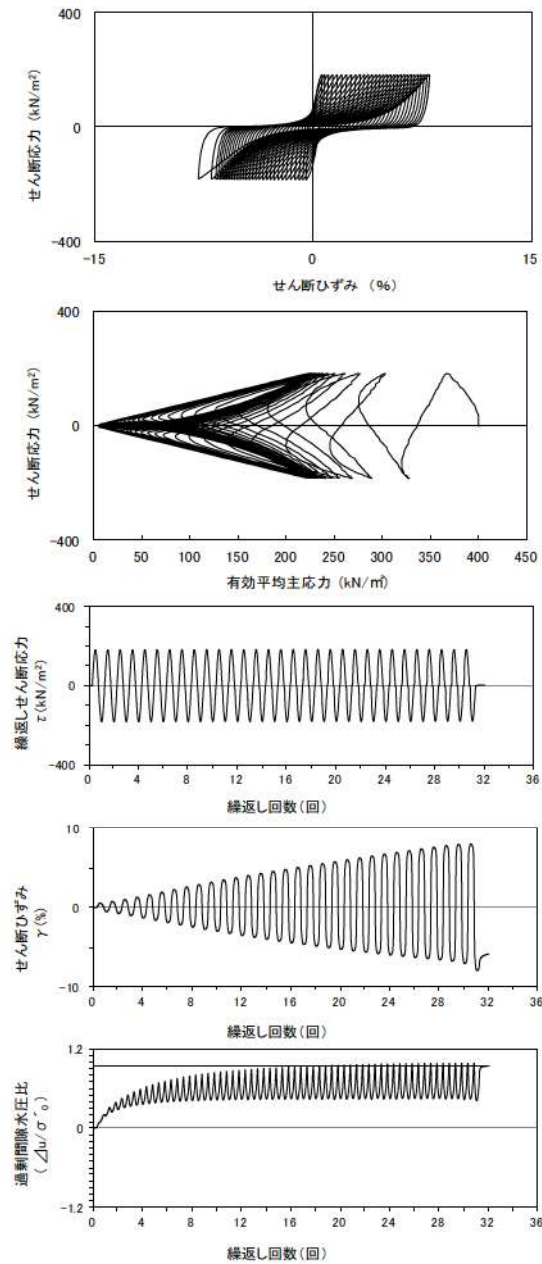 400
せん断応力 (kN/m²)
0
-400
-15
0
15
せん断ひずみ (%)
400
せん断応力 (kN/m²)
0
-400
0 50 100 150 200 250 300 350 400 450
有効平均主応力 (kN/㎡)
400
繰返しせん断応力
τ(kN/m²)
0
-400
0 4 8 12 16 20 24 28 32 36
繰返し回数(回)
10
せん断ひずみ
γ(%)
0
-10
0 4 8 12 16 20 24 28 32 36
繰返し回数(回)
1.2
過剰間隙水圧比
(⊿u/σ'₀)
0
-1.2
0 4 8 12 16 20 24 28 32 36
繰返し回数(回)